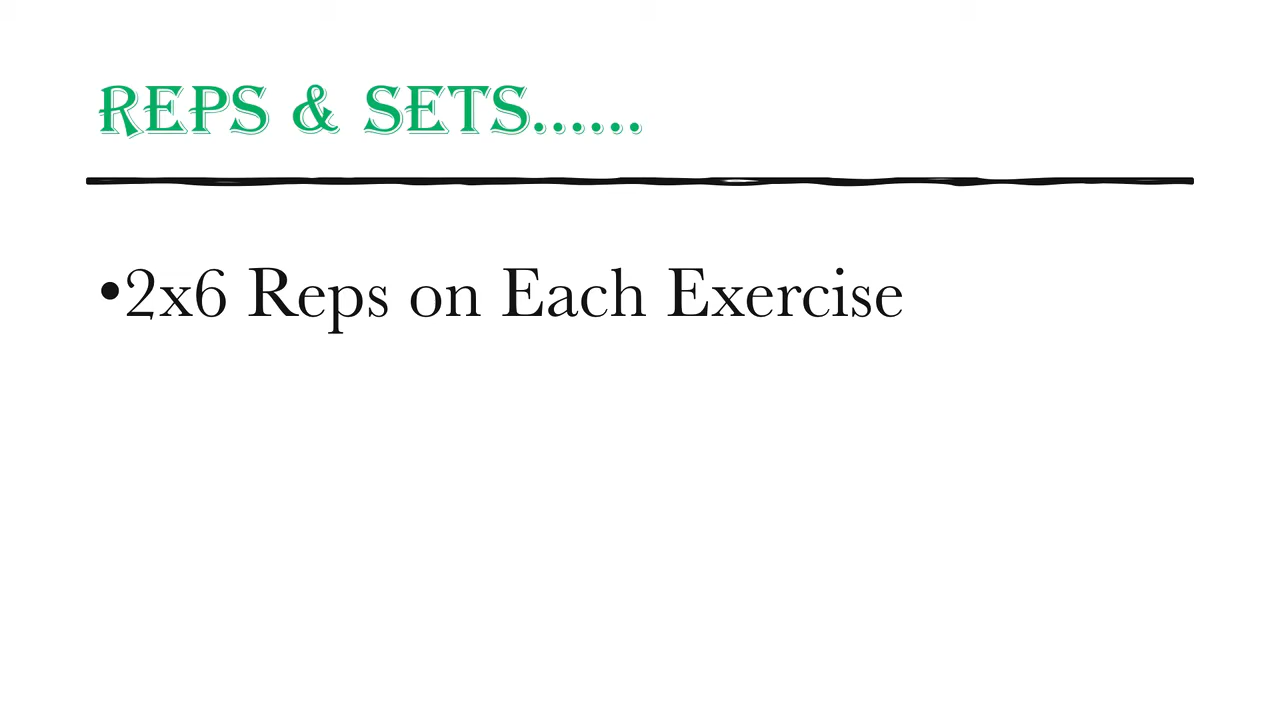 REPS & SETS......
•2x6 Reps on Each Exercise